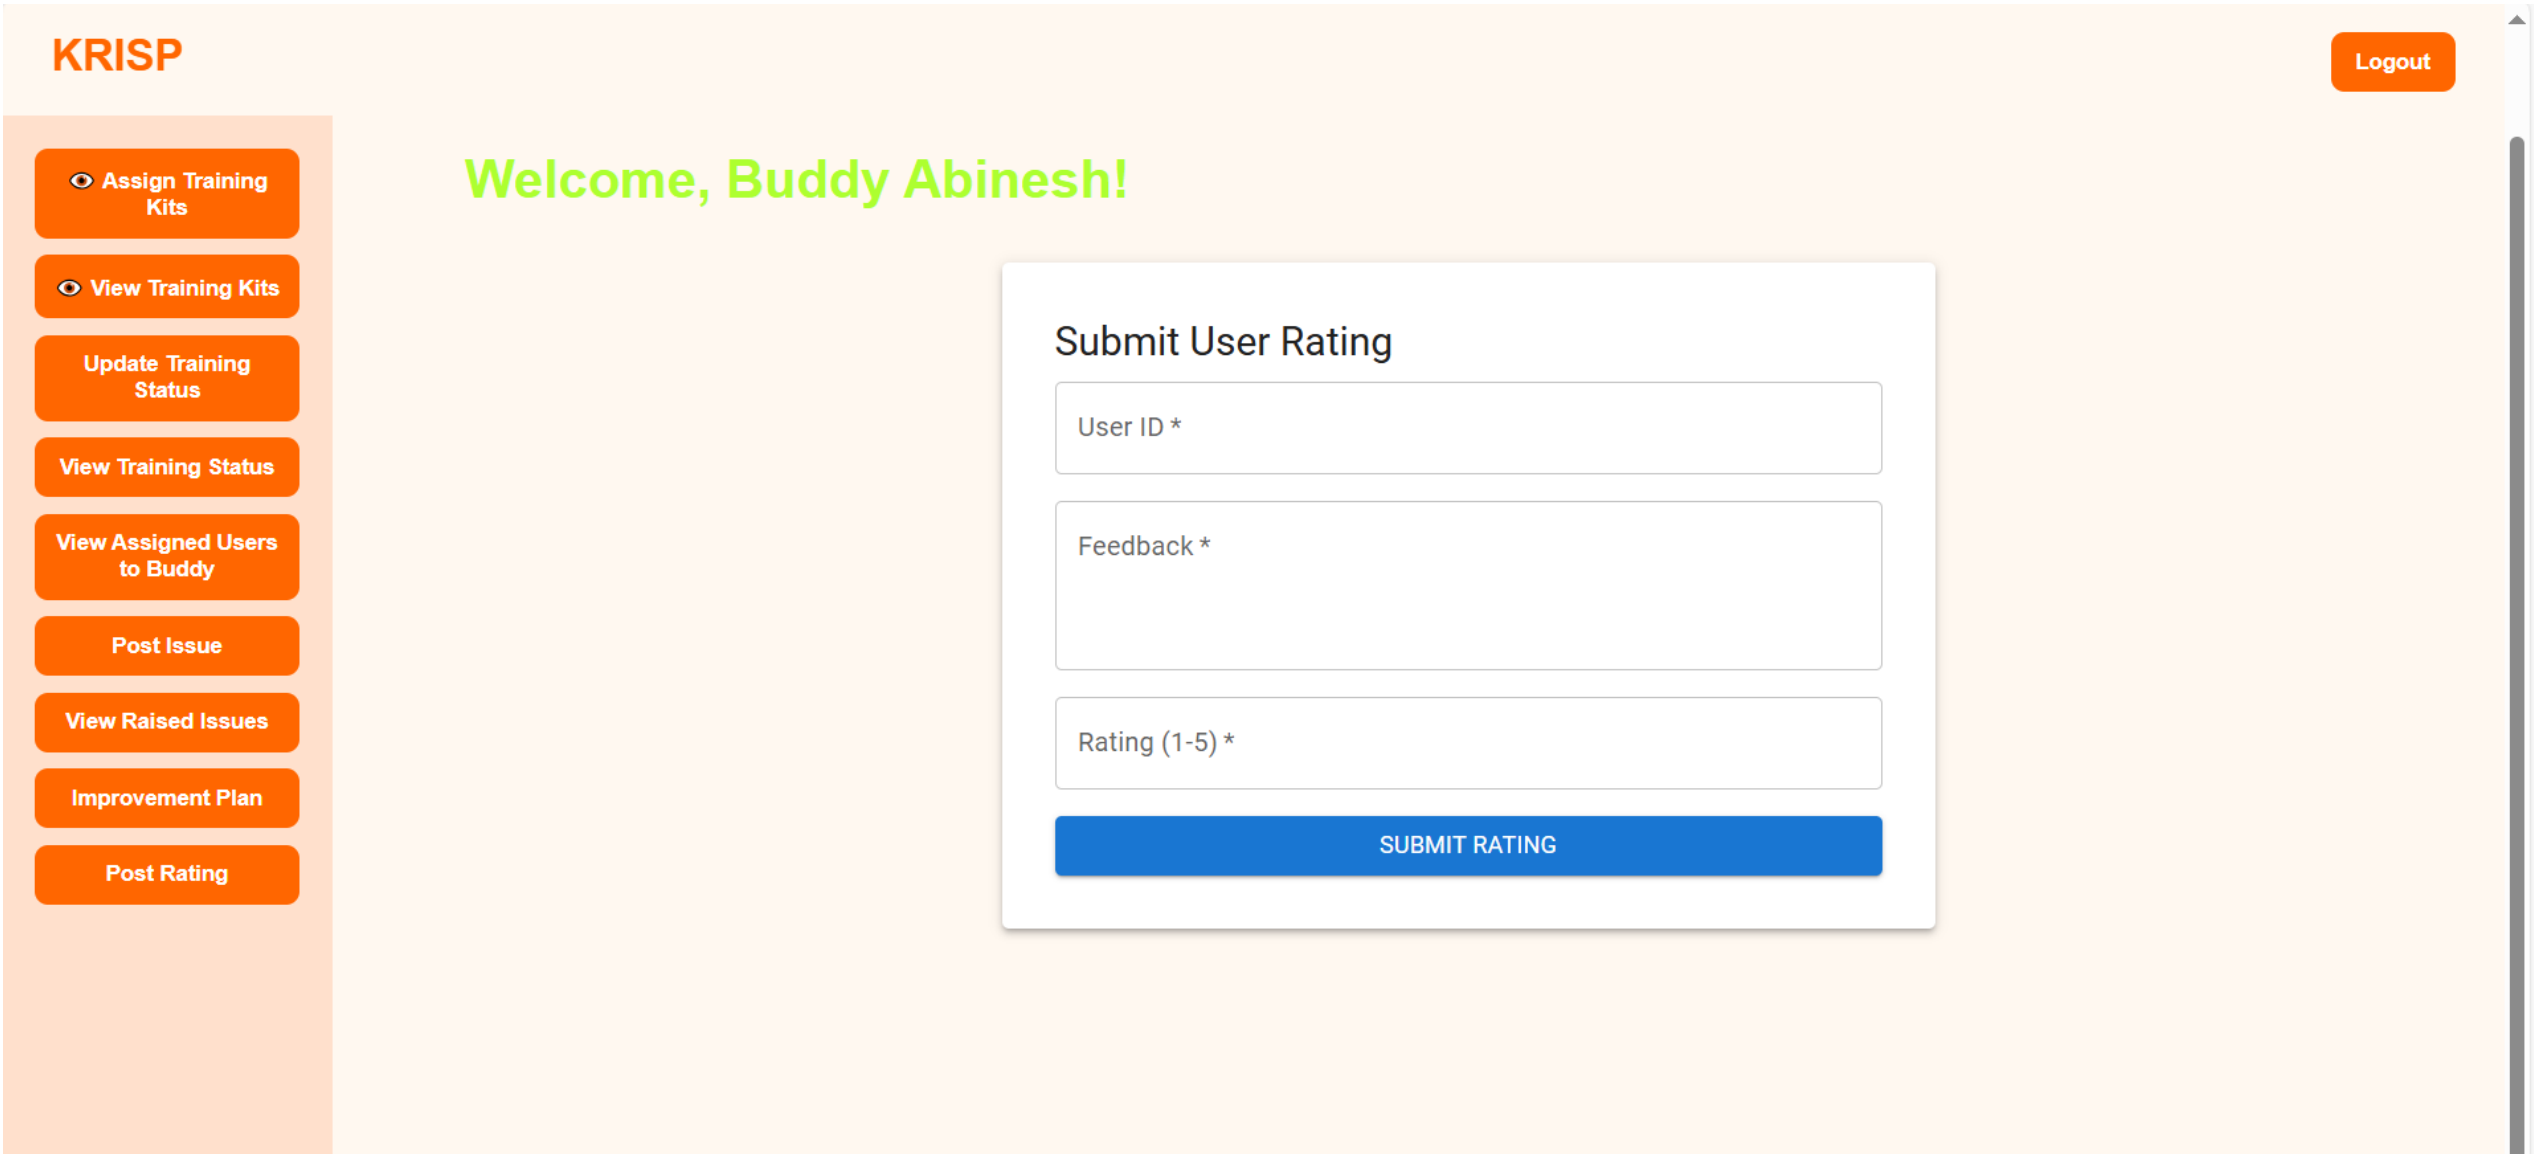 KRISP
Logout
Assign Training
Kits
View Training Kits
Update Training
Status
View Training Status
View Assigned Users
to Buddy
Post Issue
View Raised Issues
Improvement Plan
Post Rating
Welcome, Buddy Abinesh!
Submit User Rating
User ID *
Feedback *
Rating (1-5) *
SUBMIT RATING